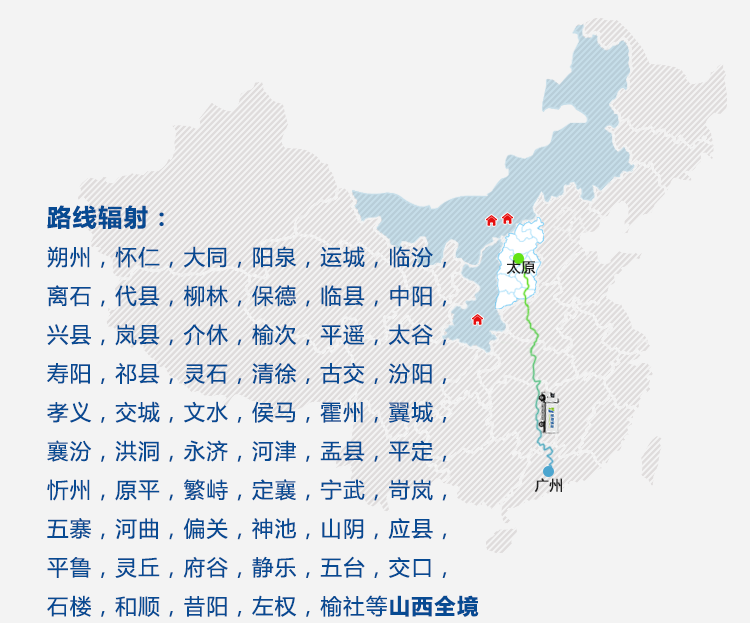 路线辐射：
朔州，怀仁，大同，阳泉，运城，临汾，
离石，代县，柳林，保德，临县，中阳，
兴县，岚县，介休，榆次，平遥，太谷，
寿阳，祁县，灵石，清徐，古交，汾阳，
孝义，交城，文水，侯马，霍州，翼城，
襄汾，洪洞，永济，河津，盂县，平定，
忻州，原平，繁峙，定襄，宁武，岢岚，
五寨，河曲，偏关，神池，山阴，应县，
平鲁，灵丘，府谷，静乐，五台，交口，
石楼，和顺，昔阳，左权，榆社等山西全境
太原
广州